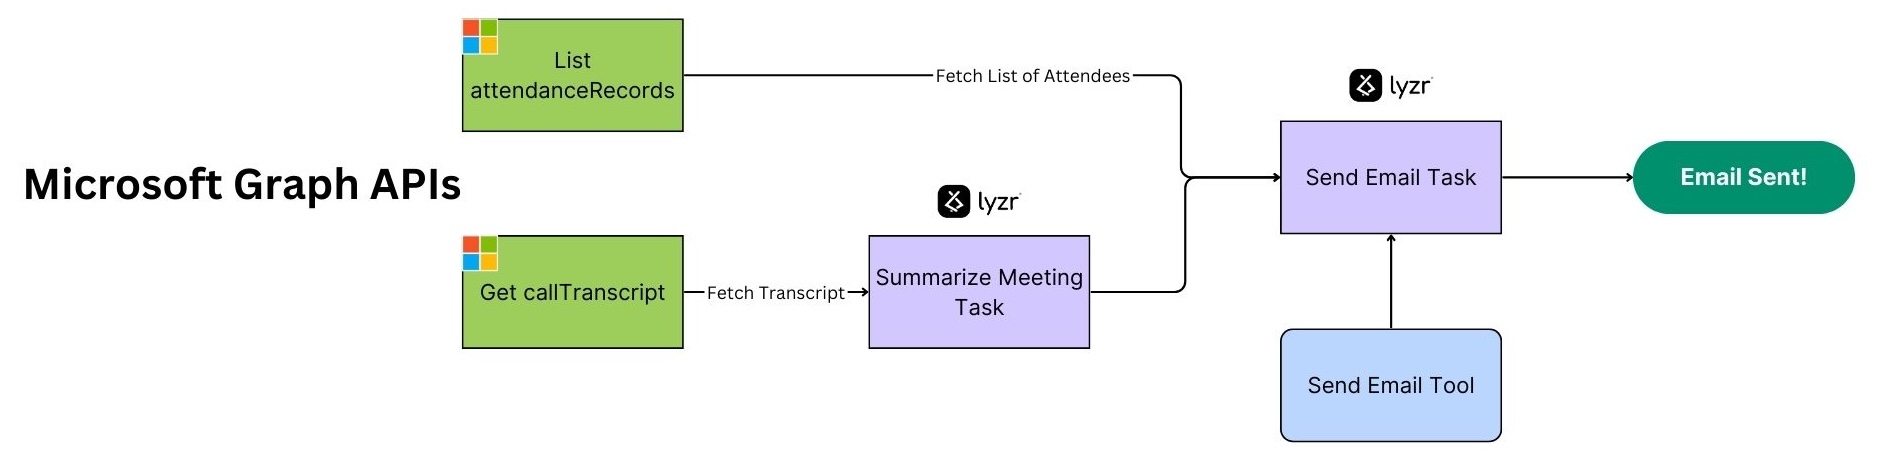 Microsoft Graph APIs
List
attendanceRecords
Fetch List of Attendees
Get callTranscript
Fetch Transcript
lyzr
Summarize Meeting
Task
lyzr
Send Email Task
Send Email Tool
Email Sent!